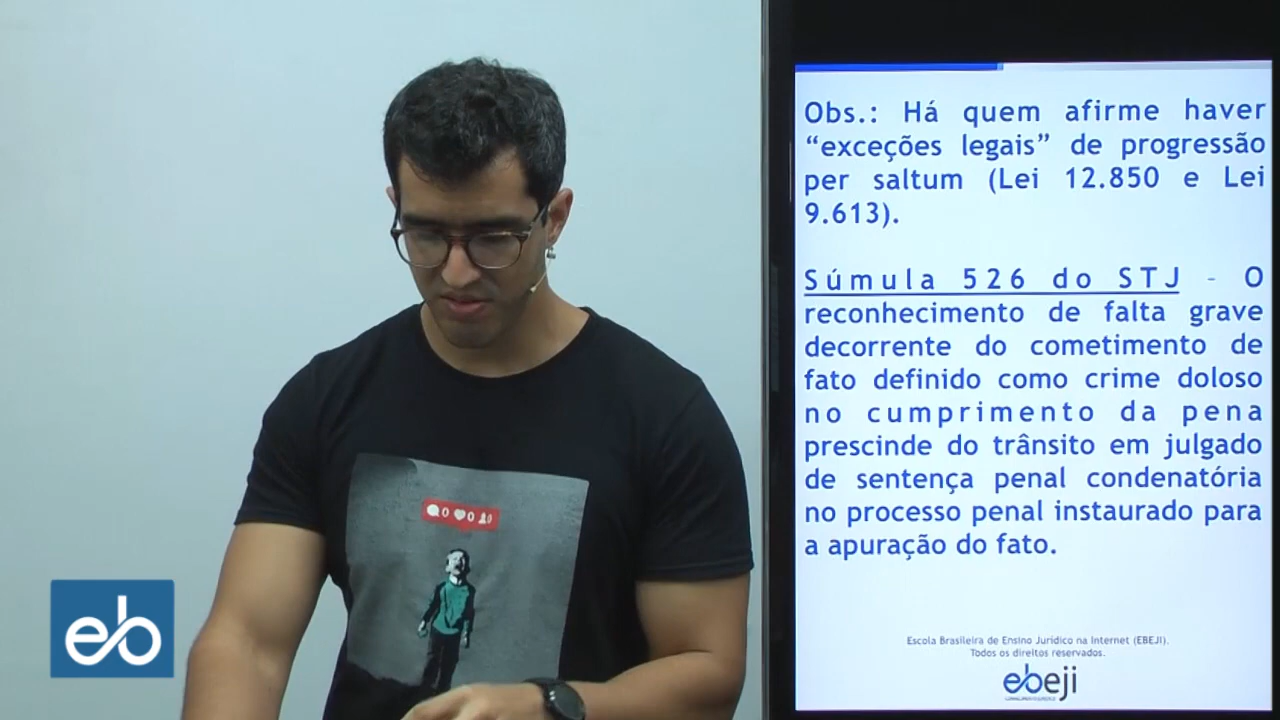 Obs.: Há quem afirme haver
“exceções legais” de progressão
per saltum (Lei 12.850 e Lei
9.613).
Súmula 526 do STJ - O
reconhecimento de falta grave
decorrente do cometimento de
fato definido como crime doloso
no cumprimento da pena
prescinde do trânsito em julgado
de sentença penal condenatória
no processo penal instaurado para
a apuração do fato.
Escola Brasileira de Ensino Jurídico na Internet (EBEJI).
Todos os direitos reservados.
ebeji
eb
0 0 0